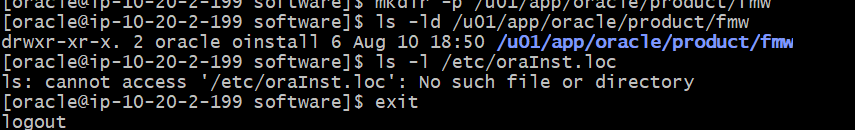 [oracle@ip-10-20-2-199 software]$ mkdir -p /u01/app/oracle/product/fmw
[oracle@ip-10-20-2-199 software]$ ls -ld /u01/app/oracle/product/fmw
drwxr-xr-x. 2 oracle oinstall 6 Aug 10 18:50 /u01/app/oracle/product/fmw
[oracle@ip-10-20-2-199 software]$ ls -l /etc/oraInst.loc
ls: cannot access '/etc/oraInst.loc': No such file or directory
[oracle@ip-10-20-2-199 software]$ exit
logout